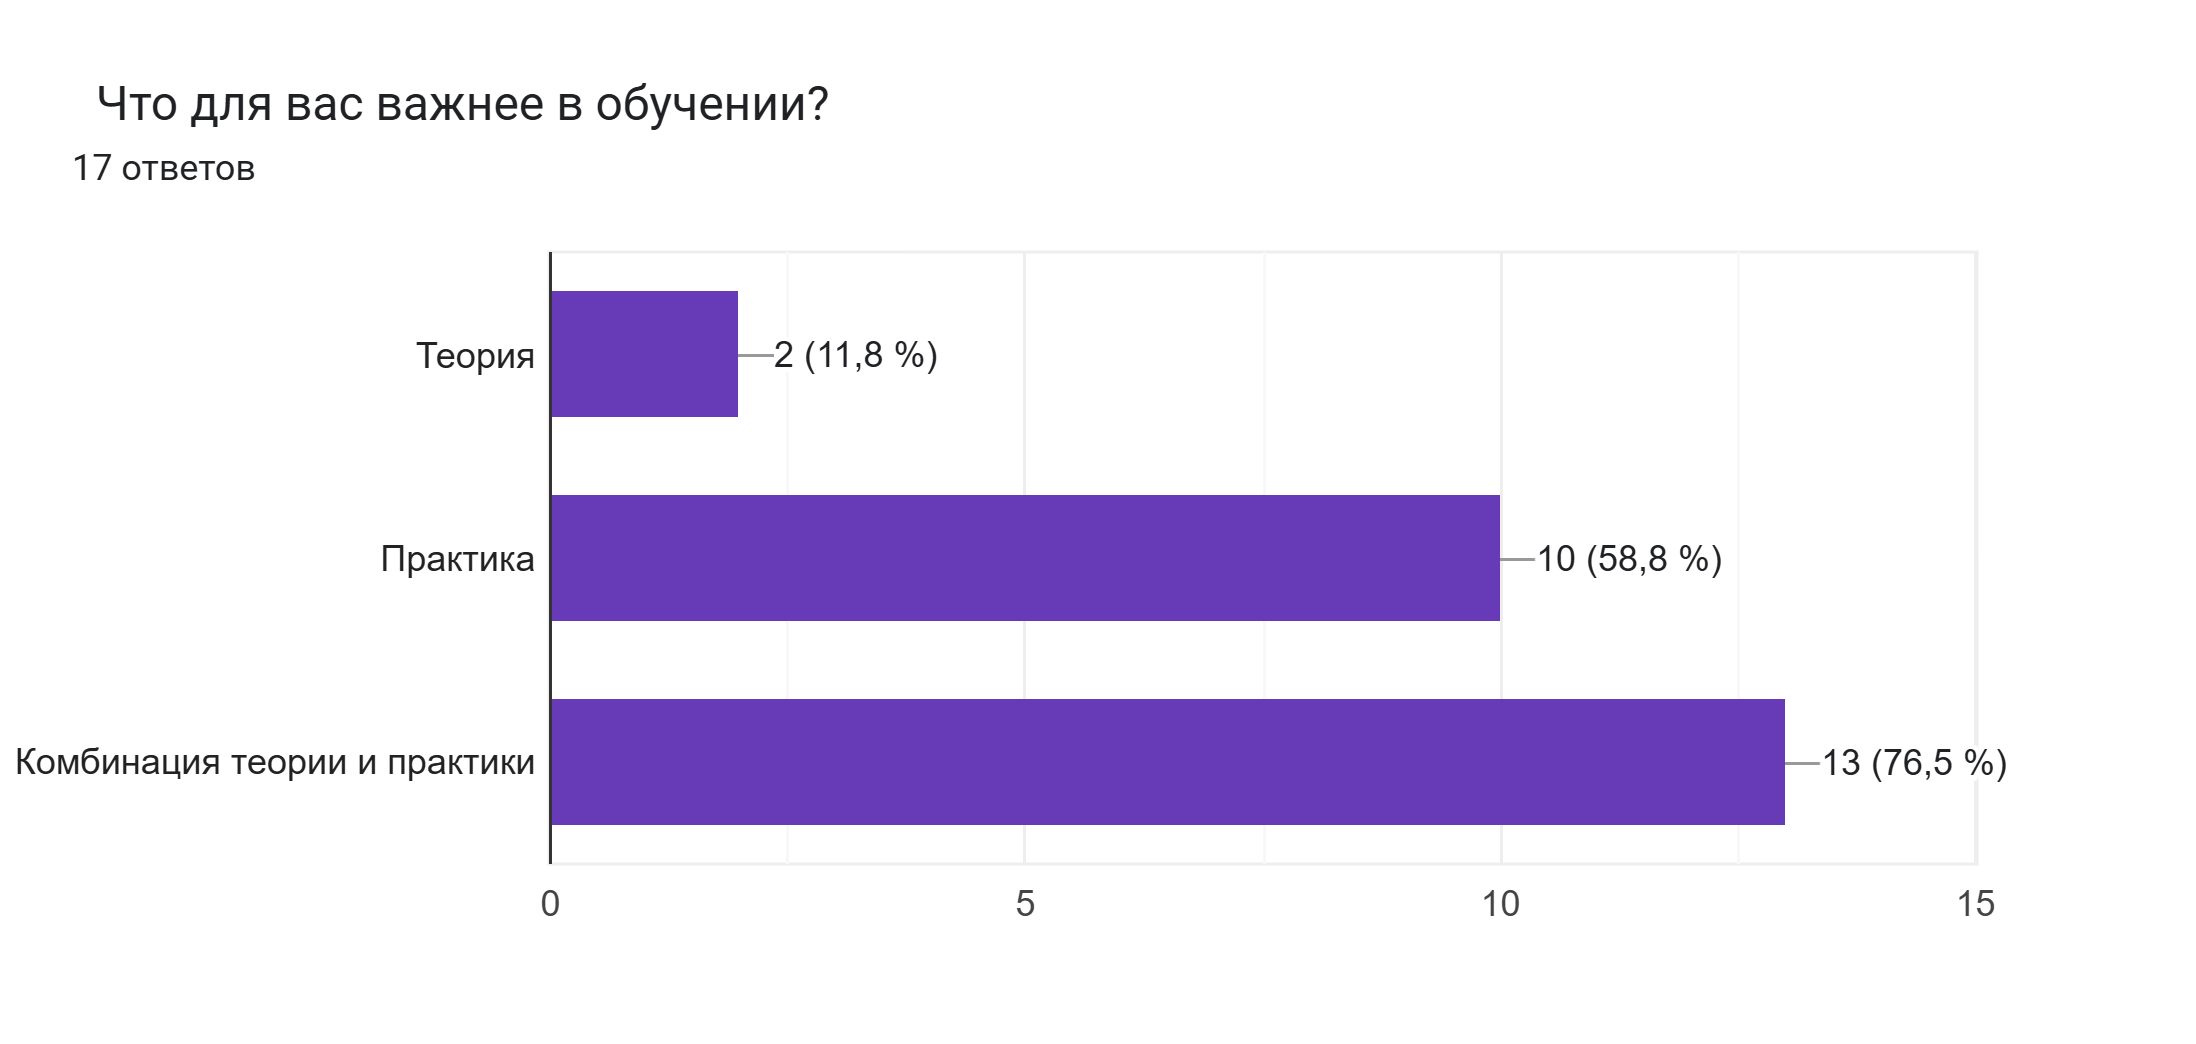 Что для вас важнее в обучении?
17 ответов
Теория
2 (11,8 %)
Практика
10 (58,8 %)
Комбинация теории и практики
13 (76,5 %)
0
5
10
15